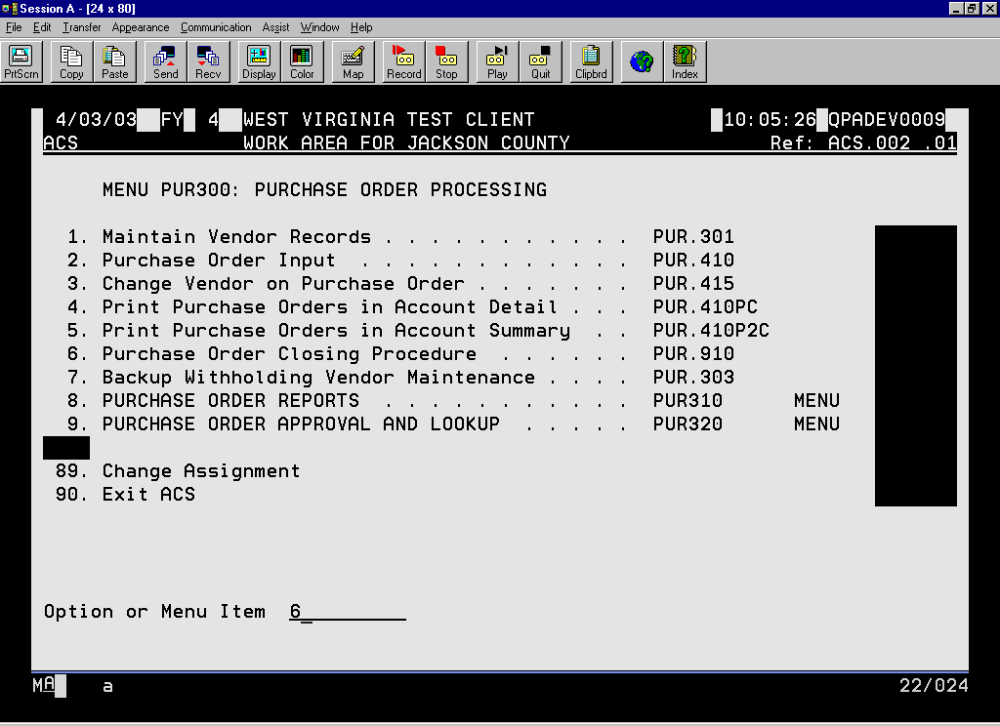 Session A - [24 x 80]
File Edit Transfer Appearance Communication Assist Window Help
PrtScrn Copy Paste Send Recv Display Color Map Record Stop Play Quit Clipbrd Index
4/03/03 FY 4 WEST VIRGINIA TEST CLIENT 10:05:26 QPADEV0009
ACS WORK AREA FOR JACKSON COUNTY Ref: ACS.002 .01
MENU PUR300: PURCHASE ORDER PROCESSING
1. Maintain Vendor Records . . . . . . . . . . . PUR.301
2. Purchase Order Input . . . . . . . . . . . . PUR.410
3. Change Vendor on Purchase Order . . . . . . . PUR.415
4. Print Purchase Orders in Account Detail . . . PUR.410PC
5. Print Purchase Orders in Account Summary . . PUR.410P2C
6. Purchase Order Closing Procedure . . . . . . PUR.910
7. Backup Withholding Vendor Maintenance . . . . PUR.303
8. PURCHASE ORDER REPORTS . . . . . . . . . . . PUR310 MENU
9. PURCHASE ORDER APPROVAL AND LOOKUP . . . . . PUR320 MENU
89. Change Assignment
90. Exit ACS
Option or Menu Item 6_
MA a 22/024